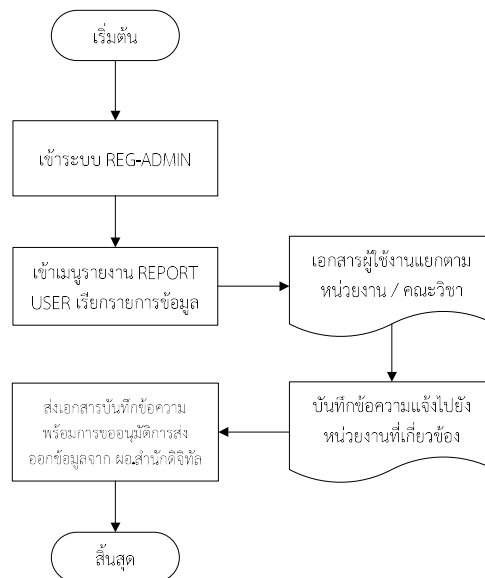 เริ่มต้น
เข้าระบบ REG-ADMIN
เข้าเมนูรายงาน REPORT
USER เรียกรายการข้อมูล
เอกสารผู้ใช้งานแยกตาม
หน่วยงาน / คณะวิชา
บันทึกข้อความแจ้งไปยัง
หน่วยงานที่เกี่ยวข้อง
ส่งเอกสารบันทึกข้อความ
พร้อมการขออนุมัติการส่ง
ออกข้อมูลจาก ผอ.สำนักดิจิทัล
สิ้นสุด